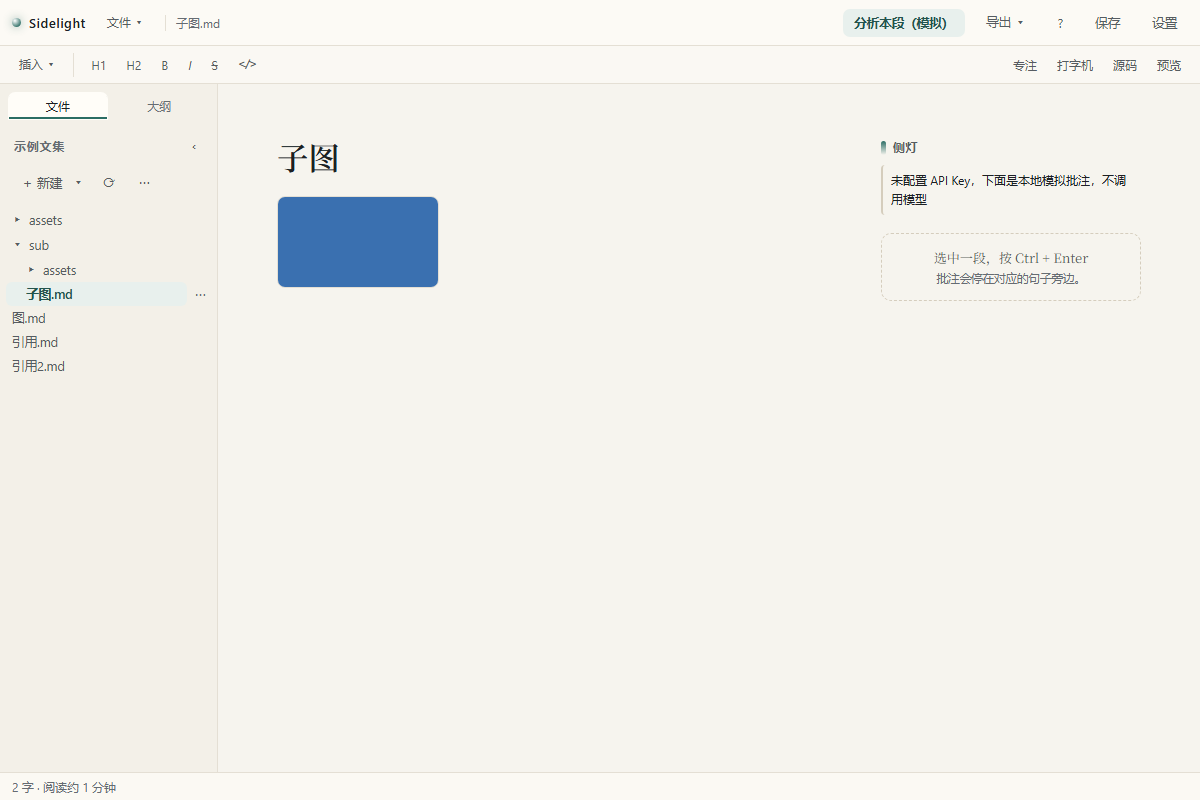 Sidelight 文件 子图.md 分析本段（模拟） 导出 ? 保存 设置
插入 H1 H2 B I S </> 专注 打字机 源码 预览
文件 大纲
示例文集 ‹
+ 新建 ⟳ ···
assets
sub
assets
子图.md ···
图.md
引用.md
引用2.md
子图
侧灯
未配置 API Key，下面是本地模拟批注，不调
用模型
选中一段，按 Ctrl + Enter
批注会停在对应的句子旁边。
2 字 · 阅读约 1 分钟